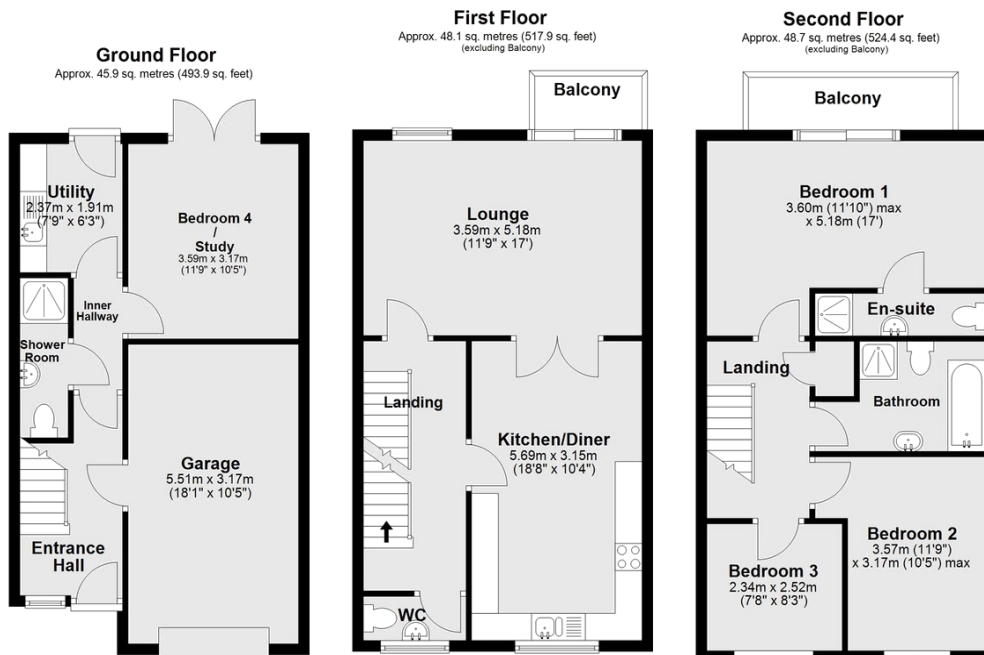 Ground Floor
Approx. 45.9 sq. metres (493.9 sq. feet)
Utility
2.37m x 1.91m
(7'9" x 6'3")
Bedroom 4
/
Study
3.59m x 3.17m
(11'9" x 10'5")
Inner
Hallway
Shower
Room
Garage
5.51m x 3.17m
(18'1" x 10'5")
Entrance
Hall
First Floor
Approx. 48.1 sq. metres (517.9 sq. feet)
(excluding Balcony)
Balcony
Lounge
3.59m x 5.18m
(11'9" x 17')
Landing
Kitchen/Diner
5.69m x 3.15m
(18'8" x 10'4")
WC
Second Floor
Approx. 48.7 sq. metres (524.4 sq. feet)
(excluding Balcony)
Balcony
Bedroom 1
3.60m (11'10") max
x 5.18m (17')
En-suite
Landing
Bathroom
Bedroom 2
3.57m (11'9")
x 3.17m (10'5") max
Bedroom 3
2.34m x 2.52m
(7'8" x 8'3")